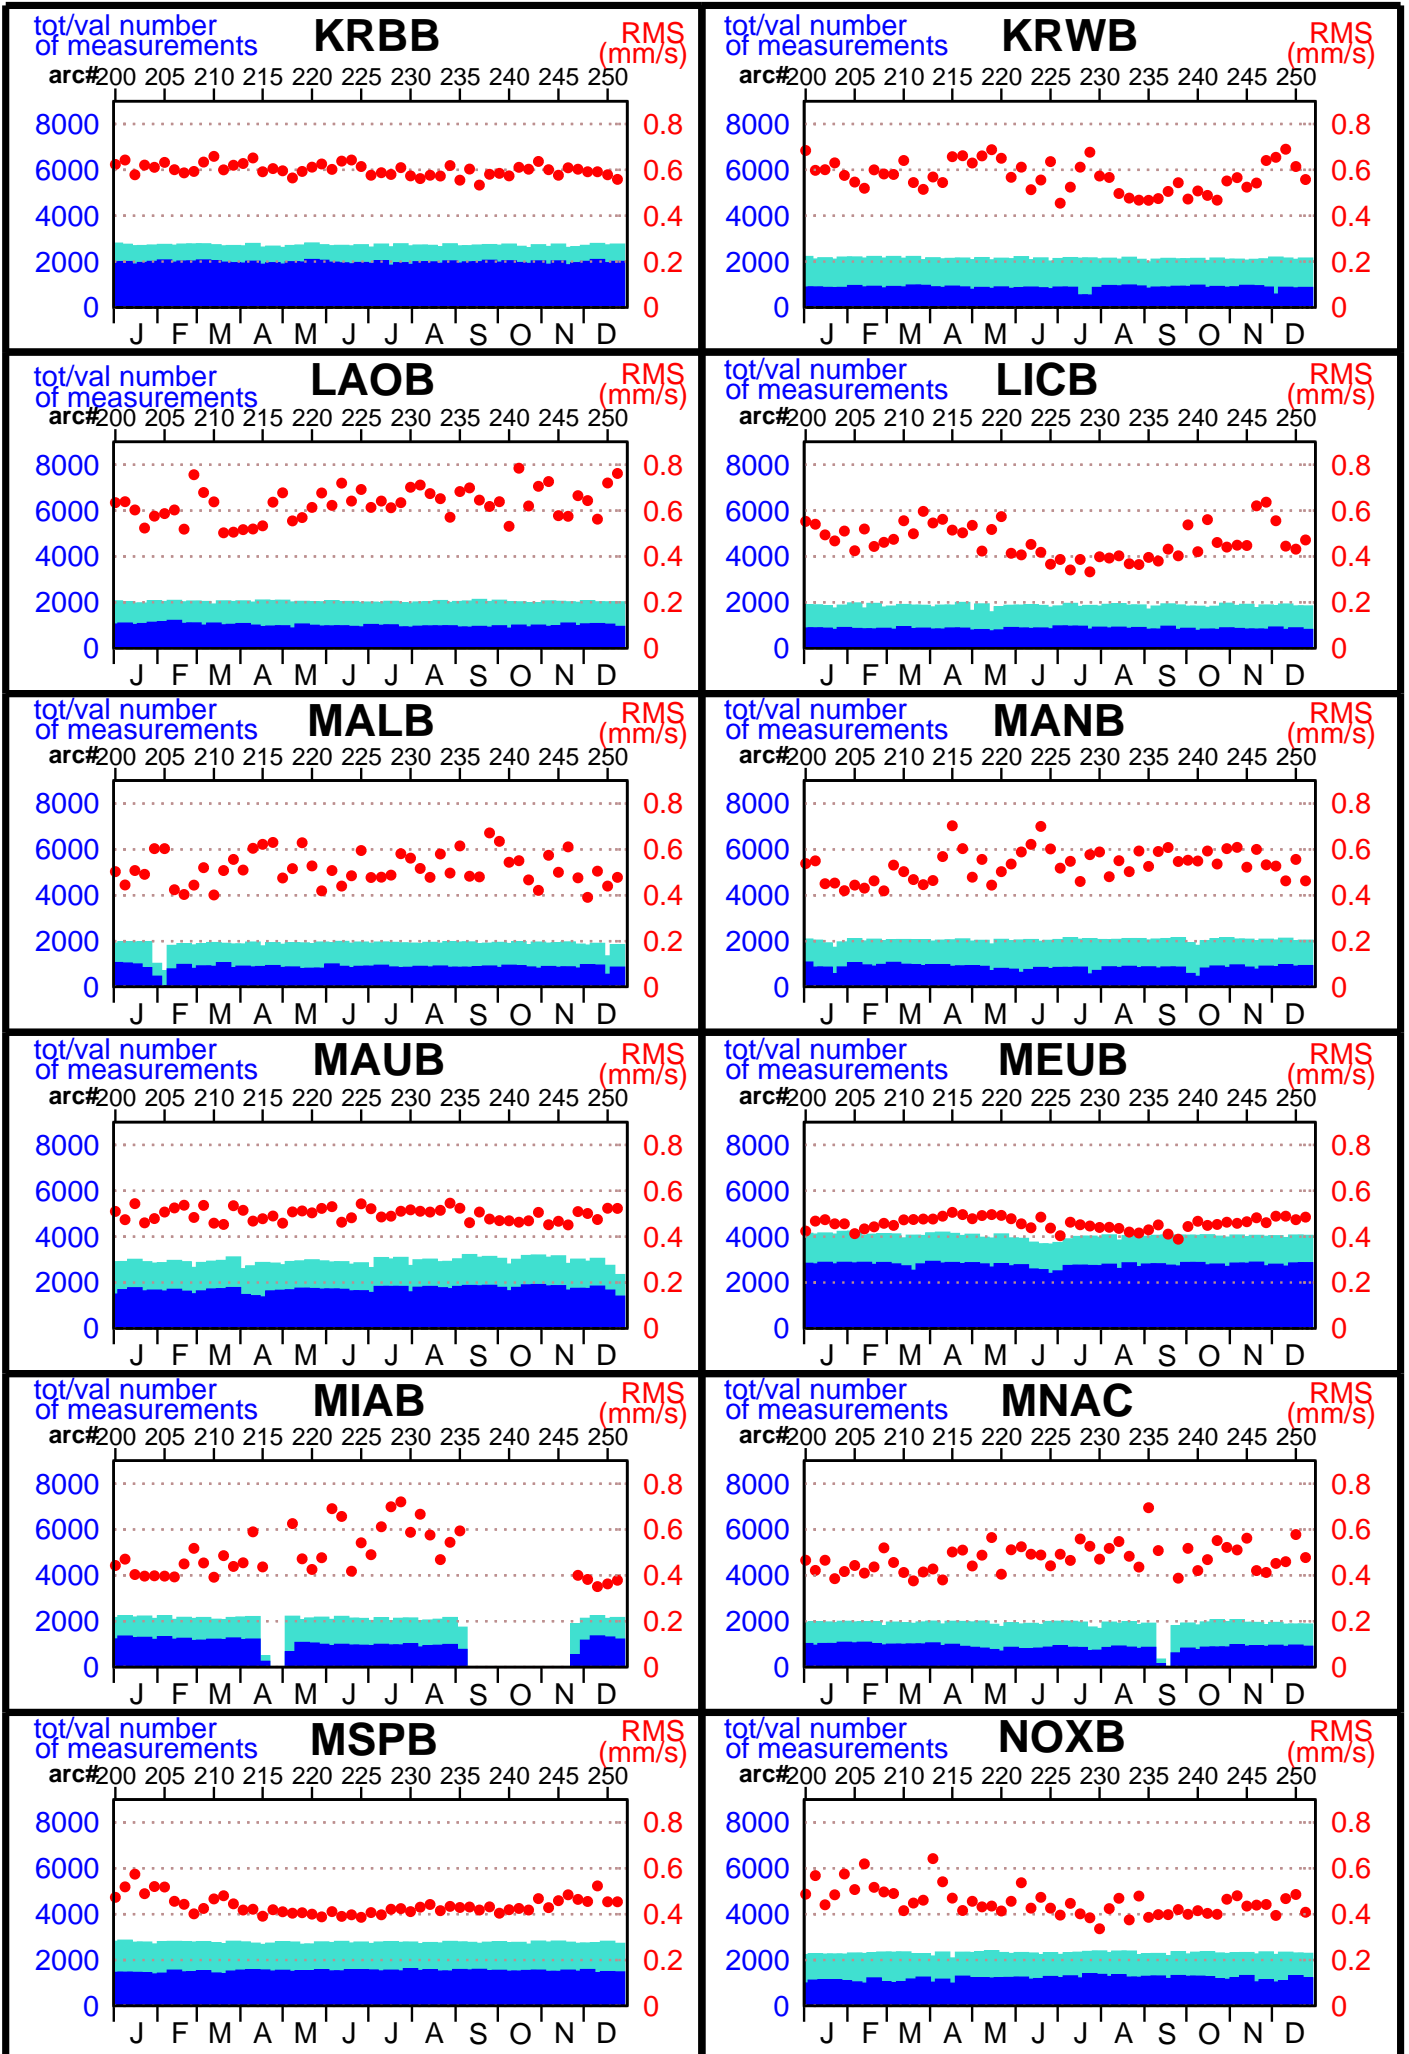 tot/val number of measurements KRBB RMS (mm/s)
arc# 200 205 210 215 220 225 230 235 240 245 250
8000 0.8
6000 0.6
4000 0.4
2000 0.2
0 0
J F M A M J J A S O N D
tot/val number of measurements KRWB RMS (mm/s)
arc# 200 205 210 215 220 225 230 235 240 245 250
8000 0.8
6000 0.6
4000 0.4
2000 0.2
0 0
J F M A M J J A S O N D
tot/val number of measurements LAOB RMS (mm/s)
arc# 200 205 210 215 220 225 230 235 240 245 250
8000 0.8
6000 0.6
4000 0.4
2000 0.2
0 0
J F M A M J J A S O N D
tot/val number of measurements LICB RMS (mm/s)
arc# 200 205 210 215 220 225 230 235 240 245 250
8000 0.8
6000 0.6
4000 0.4
2000 0.2
0 0
J F M A M J J A S O N D
tot/val number of measurements MALB RMS (mm/s)
arc# 200 205 210 215 220 225 230 235 240 245 250
8000 0.8
6000 0.6
4000 0.4
2000 0.2
0 0
J F M A M J J A S O N D
tot/val number of measurements MANB RMS (mm/s)
arc# 200 205 210 215 220 225 230 235 240 245 250
8000 0.8
6000 0.6
4000 0.4
2000 0.2
0 0
J F M A M J J A S O N D
tot/val number of measurements MAUB RMS (mm/s)
arc# 200 205 210 215 220 225 230 235 240 245 250
8000 0.8
6000 0.6
4000 0.4
2000 0.2
0 0
J F M A M J J A S O N D
tot/val number of measurements MEUB RMS (mm/s)
arc# 200 205 210 215 220 225 230 235 240 245 250
8000 0.8
6000 0.6
4000 0.4
2000 0.2
0 0
J F M A M J J A S O N D
tot/val number of measurements MIAB RMS (mm/s)
arc# 200 205 210 215 220 225 230 235 240 245 250
8000 0.8
6000 0.6
4000 0.4
2000 0.2
0 0
J F M A M J J A S O N D
tot/val number of measurements MNAC RMS (mm/s)
arc# 200 205 210 215 220 225 230 235 240 245 250
8000 0.8
6000 0.6
4000 0.4
2000 0.2
0 0
J F M A M J J A S O N D
tot/val number of measurements MSPB RMS (mm/s)
arc# 200 205 210 215 220 225 230 235 240 245 250
8000 0.8
6000 0.6
4000 0.4
2000 0.2
0 0
J F M A M J J A S O N D
tot/val number of measurements NOXB RMS (mm/s)
arc# 200 205 210 215 220 225 230 235 240 245 250
8000 0.8
6000 0.6
4000 0.4
2000 0.2
0 0
J F M A M J J A S O N D